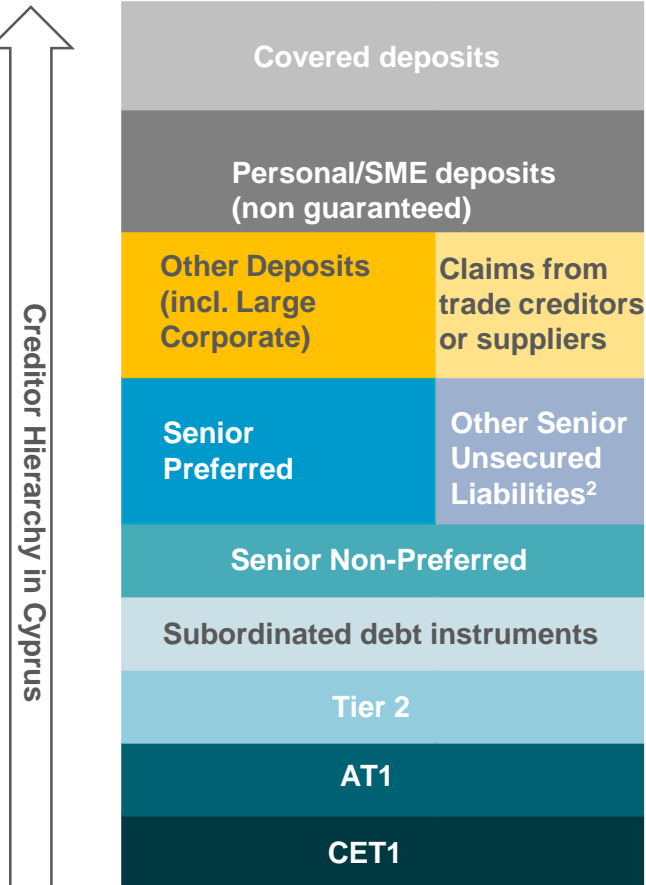 Creditor Hierarchy in Cyprus
Covered deposits
Personal/SME deposits
(non guaranteed)
Other Deposits
(incl. Large
Corporate)
Claims from
trade creditors
or suppliers
Senior
Preferred
Other Senior
Unsecured
Liabilities²
Senior Non-Preferred
Subordinated debt instruments
Tier 2
AT1
CET1